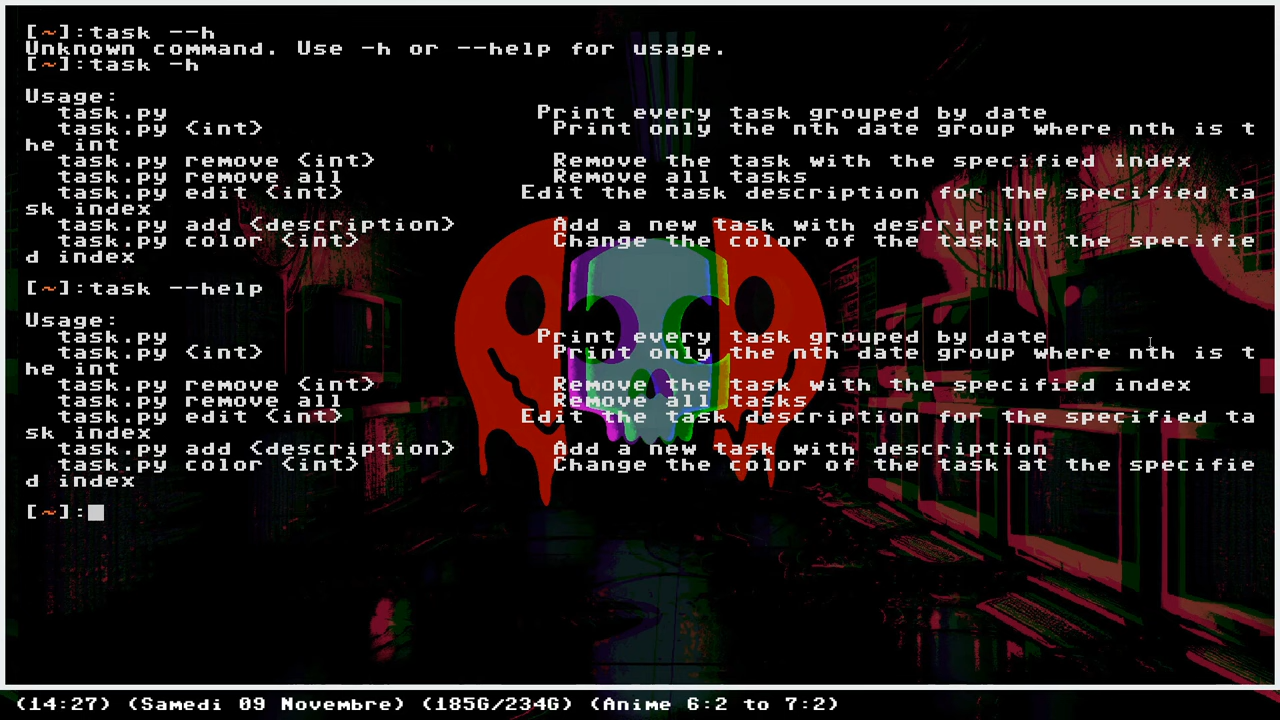 [~]:task --h
Unknown command. Use -h or --help for usage.
[~]:task -h
Usage:
task.py Print every task grouped by date
task.py <int> Print only the nth date group where nth is t
he int
task.py remove <int> Remove the task with the specified index
task.py remove all Remove all tasks
task.py edit <int> Edit the task description for the specified ta
sk index
task.py add <description> Add a new task with description
task.py color <int> Change the color of the task at the specifie
d index
[~]:task --help
Usage:
task.py Print every task grouped by date
task.py <int> Print only the nth date group where nth is t
he int
task.py remove <int> Remove the task with the specified index
task.py remove all Remove all tasks
task.py edit <int> Edit the task description for the specified ta
sk index
task.py add <description> Add a new task with description
task.py color <int> Change the color of the task at the specifie
d index
[~]:
(14:27) (Samedi 09 Novembre) (185G/234G) (Anime 6:2 to 7:2)